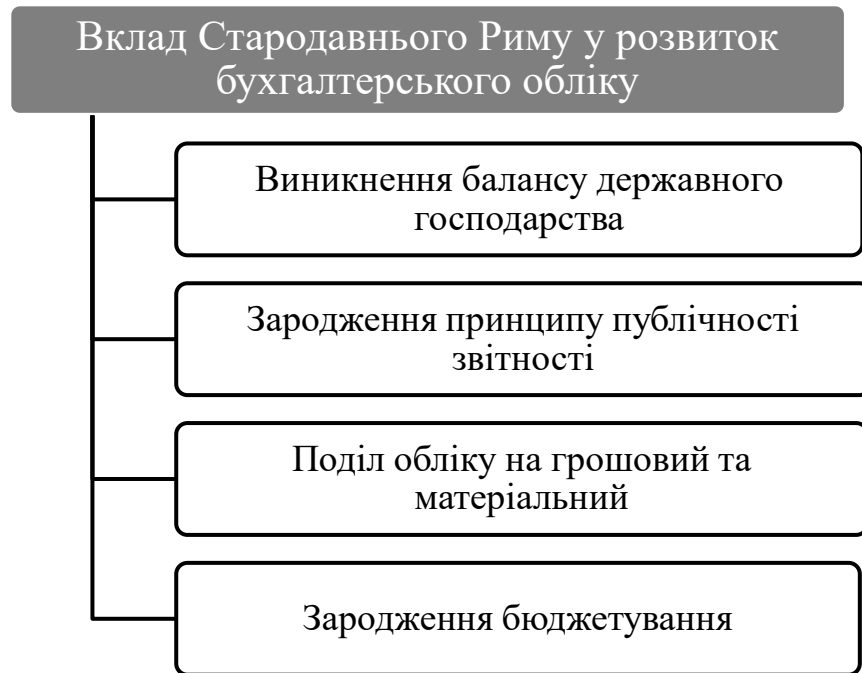 Вклад Стародавнього Риму у розвиток
бухгалтерського обліку
Виникнення балансу державного
господарства
Зародження принципу публічності
звітності
Поділ обліку на грошовий та
матеріальний
Зародження бюджетування